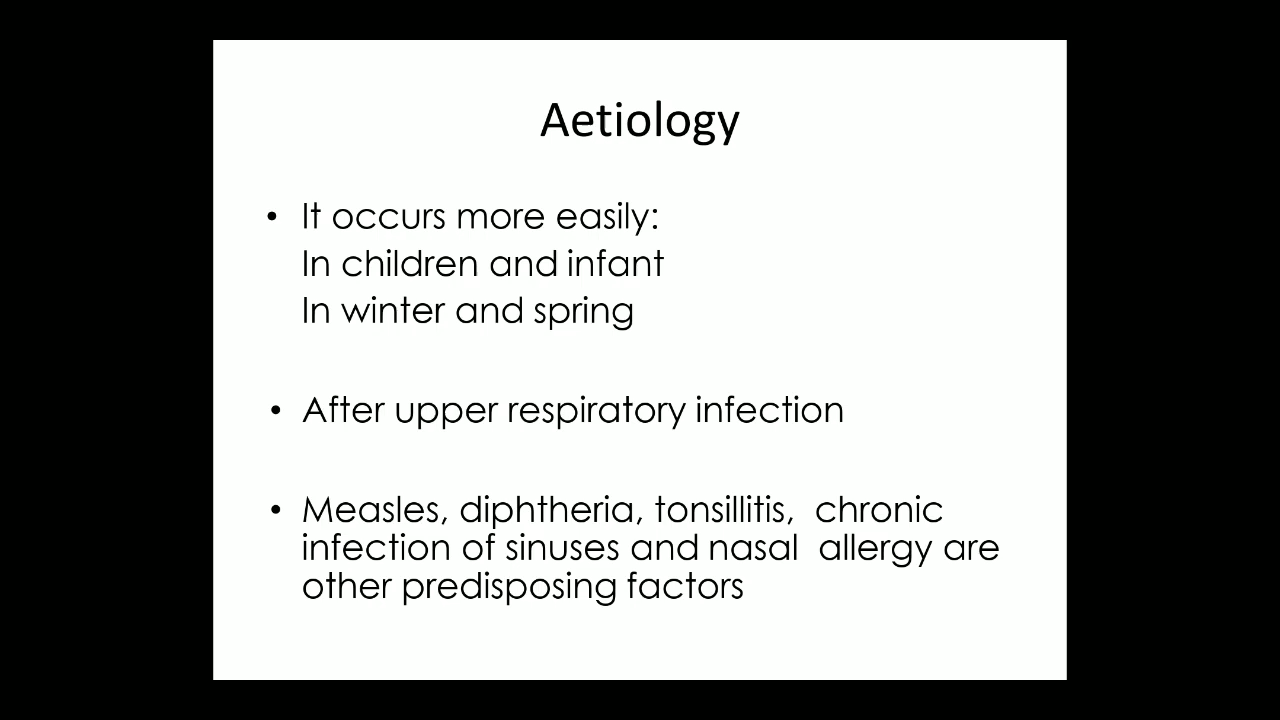 Aetiology
• It occurs more easily:
In children and infant
In winter and spring
• After upper respiratory infection
• Measles, diphtheria, tonsillitis,  chronic
infection of sinuses and nasal  allergy are
other predisposing factors